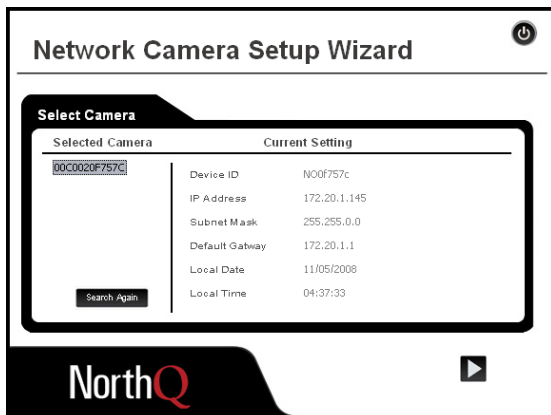 Network Camera Setup Wizard
Select Camera
Selected Camera
Current Setting
00C0020F757C
Device ID N00f757c
IP Address 172.20.1.145
Subnet Mask 255.255.0.0
Default Gatway 172.20.1.1
Local Date 11/05/2008
Local Time 04:37:33
Search Again
NorthQ